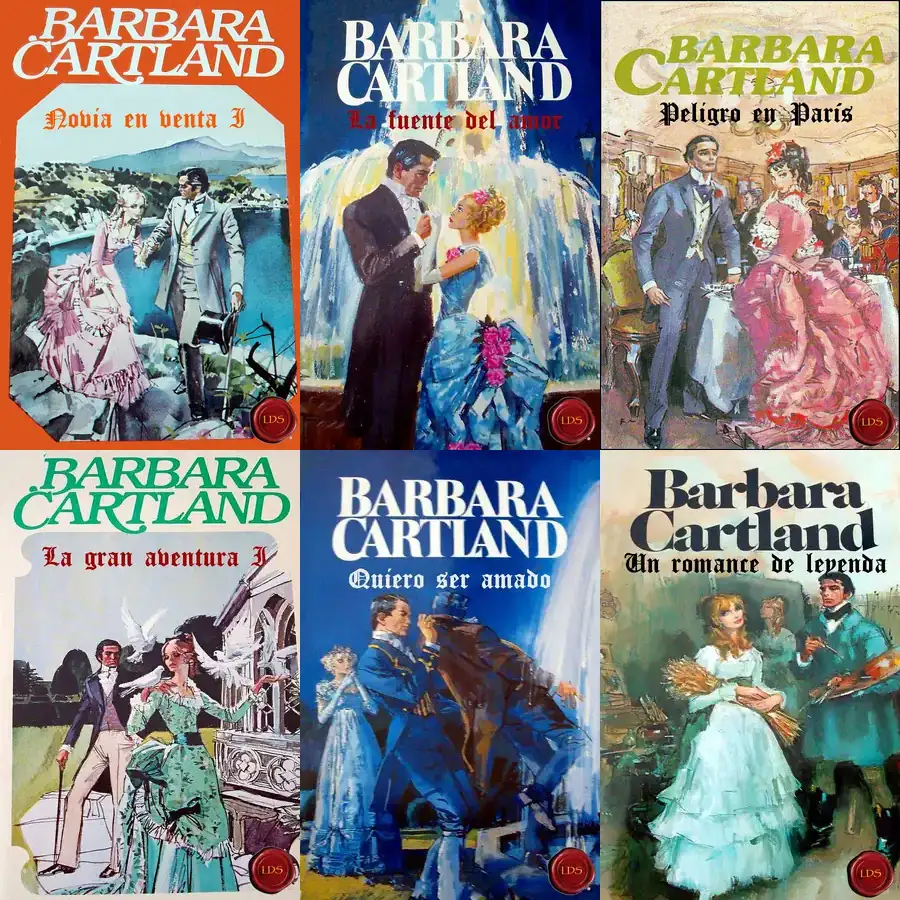 BARBARA
CARTLAND
Novia en venta I
LDS
BARBARA
CARTLAND
La fuente del amor
LDS
BARBARA
CARTLAND
Peligro en París
LDS
BARBARA
CARTLAND
La gran aventura I
LDS
BARBARA
CARTLAND
Quiero ser amado
LDS
Barbara
Cartland
Un romance de leyenda
LDS